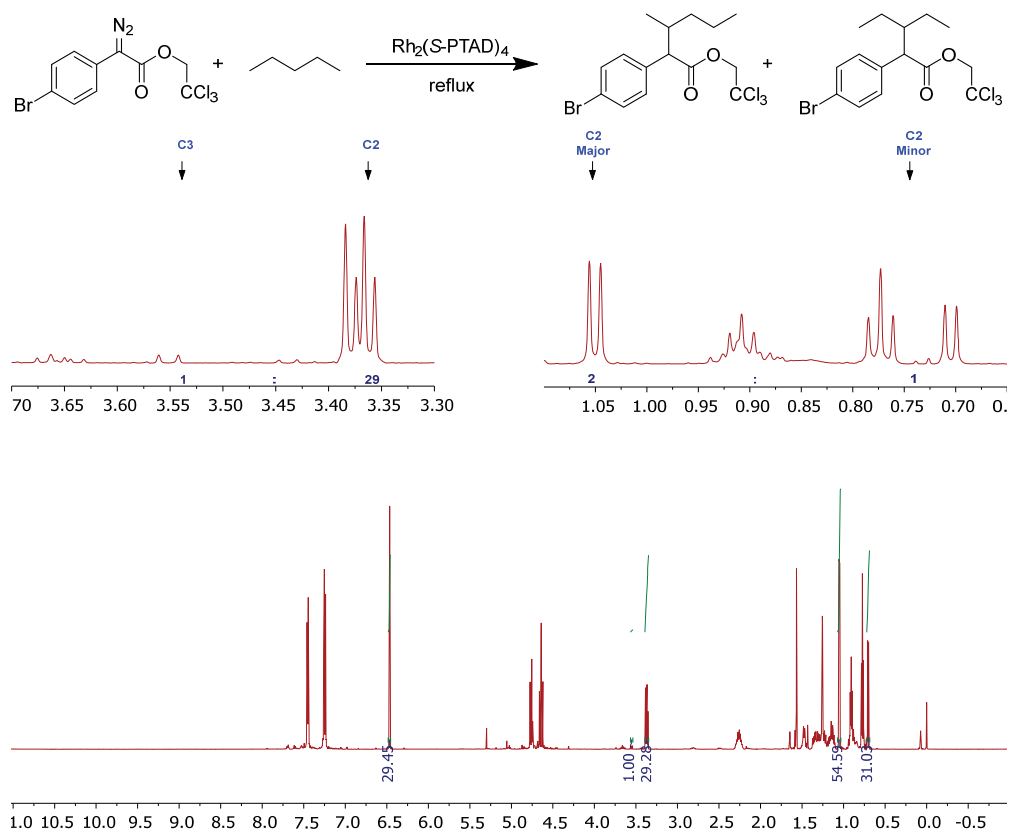 N2
O
O
CCl3
Br
+
Rh2(S-PTAD)4
reflux
O
O
CCl3
Br
+
O
O
CCl3
Br
C3
C2
C2
Major
C2
Minor
1 : 29
2 : 1
70 3.65 3.60 3.55 3.50 3.45 3.40 3.35 3.30
1.05 1.00 0.95 0.90 0.85 0.80 0.75 0.70 0.
29.45
1.00
29.28
54.59
31.03
1.0 10.5 10.0 9.5 9.0 8.5 8.0 7.5 7.0 6.5 6.0 5.5 5.0 4.5 4.0 3.5 3.0 2.5 2.0 1.5 1.0 0.5 0.0 -0.5